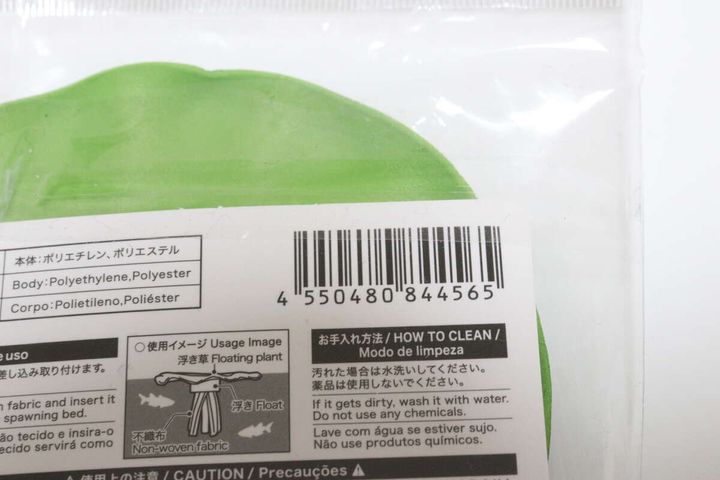 本体：ポリエチレン、ポリエステル
Body：Polyethylene,Polyester
Corpo：Polietileno,Poliéster
4 550480 844565
e uso
差し込み取り付けます。
n fabric and insert it
spawning bed.
ão tecido e insira-o
ecido servirá como
○使用イメージ Usage Image
浮き草 Floating plant
浮き Float
不織布
Non-woven fabric
お手入れ方法 / HOW TO CLEAN /
Modo de limpeza
汚れた場合は水洗いしてください。
薬品は使用しないでください。
If it gets dirty, wash it with water.
Do not use any chemicals.
Lave com água se estiver sujo.
Não use produtos químicos.
⚠使用上の注意 / CAUTION / Precauções⚠